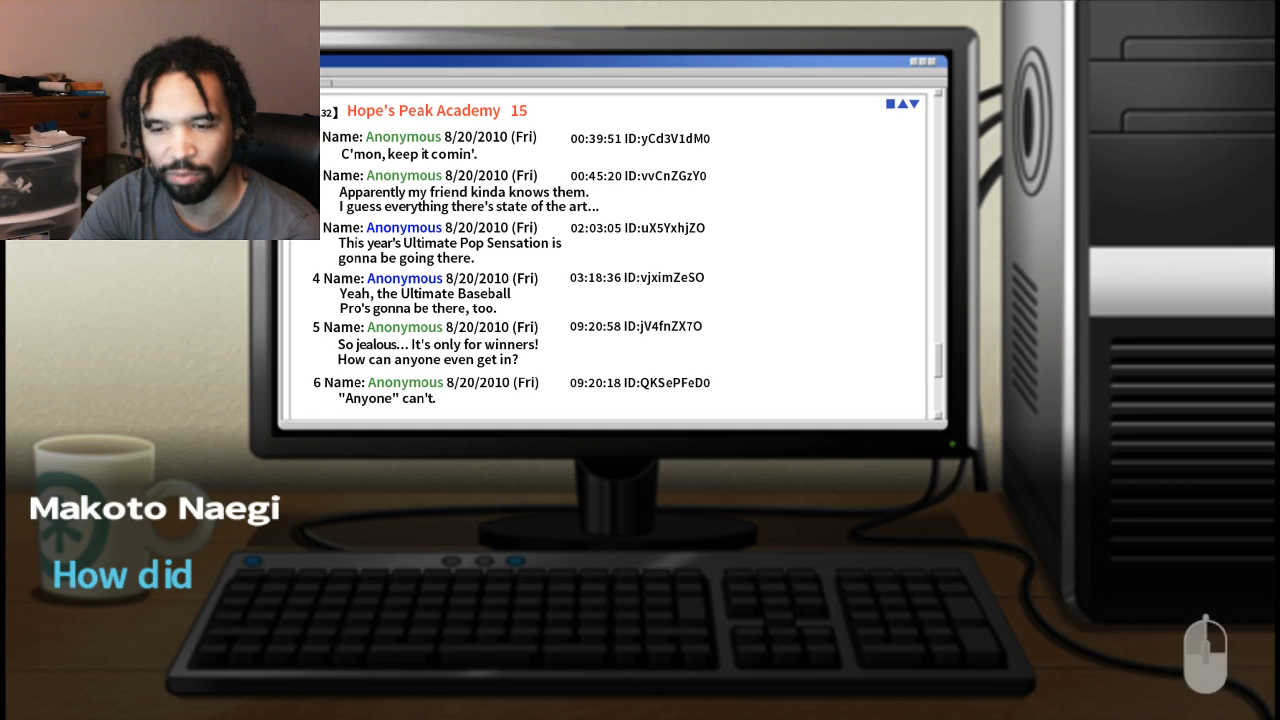 32】 Hope's Peak Academy 15
Name: Anonymous 8/20/2010 (Fri) 00:39:51 ID:yCd3V1dM0
C'mon, keep it comin'.
Name: Anonymous 8/20/2010 (Fri) 00:45:20 ID:vvCnZGzY0
Apparently my friend kinda knows them.
I guess everything there's state of the art...
Name: Anonymous 8/20/2010 (Fri) 02:03:05 ID:uX5YxhjZO
This year's Ultimate Pop Sensation is
gonna be going there.
4 Name: Anonymous 8/20/2010 (Fri) 03:18:36 ID:vjximZeSO
Yeah, the Ultimate Baseball
Pro's gonna be there, too.
5 Name: Anonymous 8/20/2010 (Fri) 09:20:58 ID:jV4fnZX7O
So jealous... It's only for winners!
How can anyone even get in?
6 Name: Anonymous 8/20/2010 (Fri) 09:20:18 ID:QKSePFeD0
"Anyone" can't.
Makoto Naegi
How did